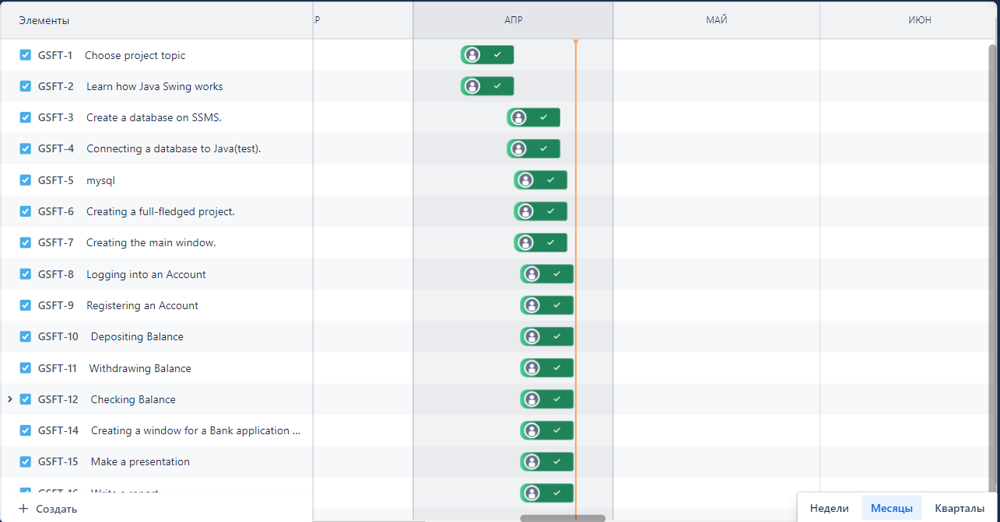 Элементы
Р
АПР
МАЙ
ИЮН
GSFT-1 Choose project topic
GSFT-2 Learn how Java Swing works
GSFT-3 Create a database on SSMS.
GSFT-4 Connecting a database to Java(test).
GSFT-5 mysql
GSFT-6 Creating a full-fledged project.
GSFT-7 Creating the main window.
GSFT-8 Logging into an Account
GSFT-9 Registering an Account
GSFT-10 Depositing Balance
GSFT-11 Withdrawing Balance
GSFT-12 Checking Balance
GSFT-14 Creating a window for a Bank application ...
GSFT-15 Make a presentation
GSFT-16 Write a report
+ Создать
Недели
Месяцы
Кварталы